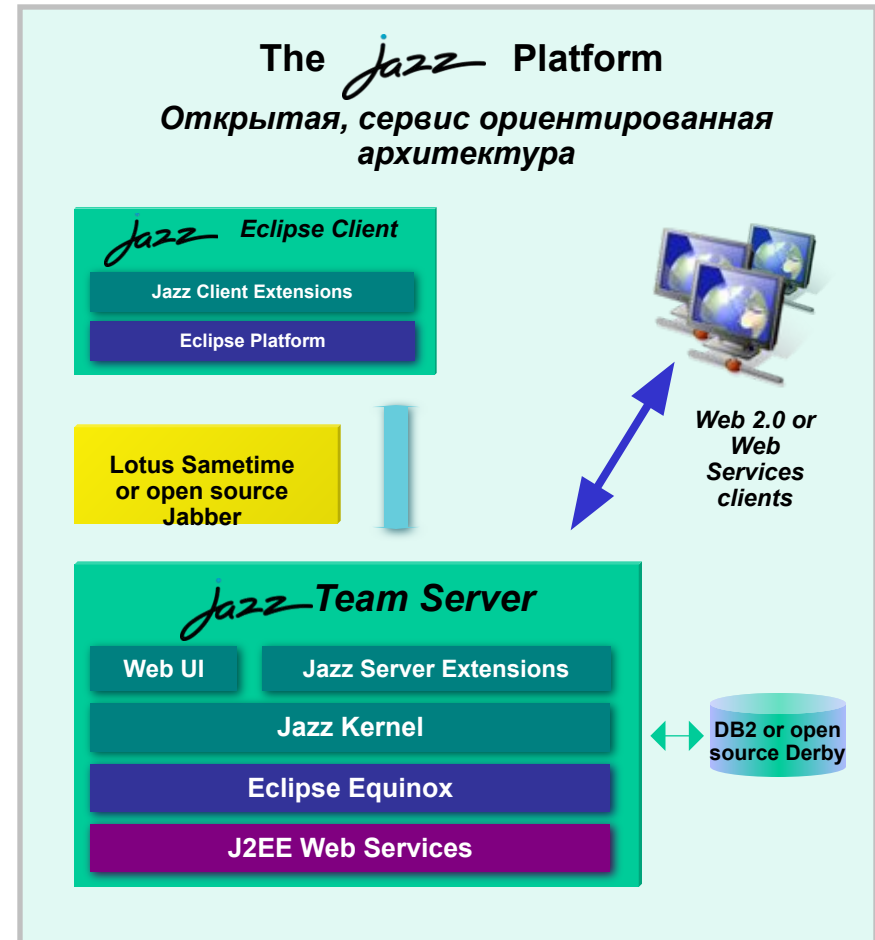 The jazz Platform
Открытая, сервис ориентированная
архитектура
jazz Eclipse Client
Jazz Client Extensions
Eclipse Platform
Lotus Sametime
or open source
Jabber
Web 2.0 or
Web
Services
clients
jazz Team Server
Web UI
Jazz Server Extensions
Jazz Kernel
Eclipse Equinox
J2EE Web Services
DB2 or open
source Derby